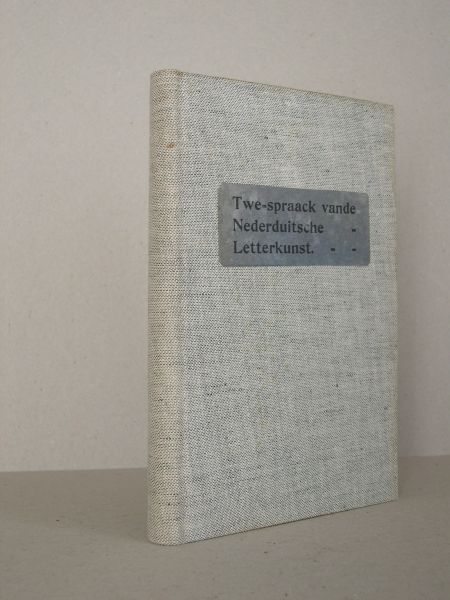 Twe-spraack vande
Nederduitsche -
Letterkunst. - -